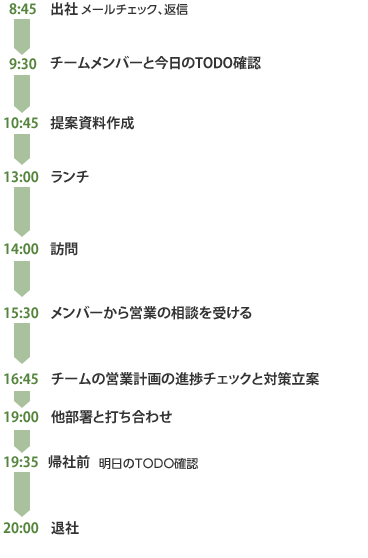 8:45 出社 メールチェック、返信
9:30 チームメンバーと今日のTODO確認
10:45 提案資料作成
13:00 ランチ
14:00 訪問
15:30 メンバーから営業の相談を受ける
16:45 チームの営業計画の進捗チェックと対策立案
19:00 他部署と打ち合わせ
19:35 帰社前 明日のTODO確認
20:00 退社